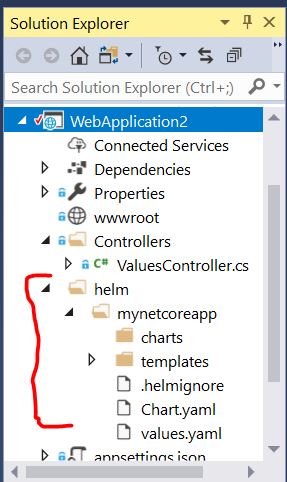 Solution Explorer
Search Solution Explorer (Ctrl+;)
WebApplication2
Connected Services
Dependencies
Properties
wwwroot
Controllers
C# ValuesController.cs
helm
mynetcoreapp
charts
templates
.helmignore
Chart.yaml
values.yaml
appsettings.json